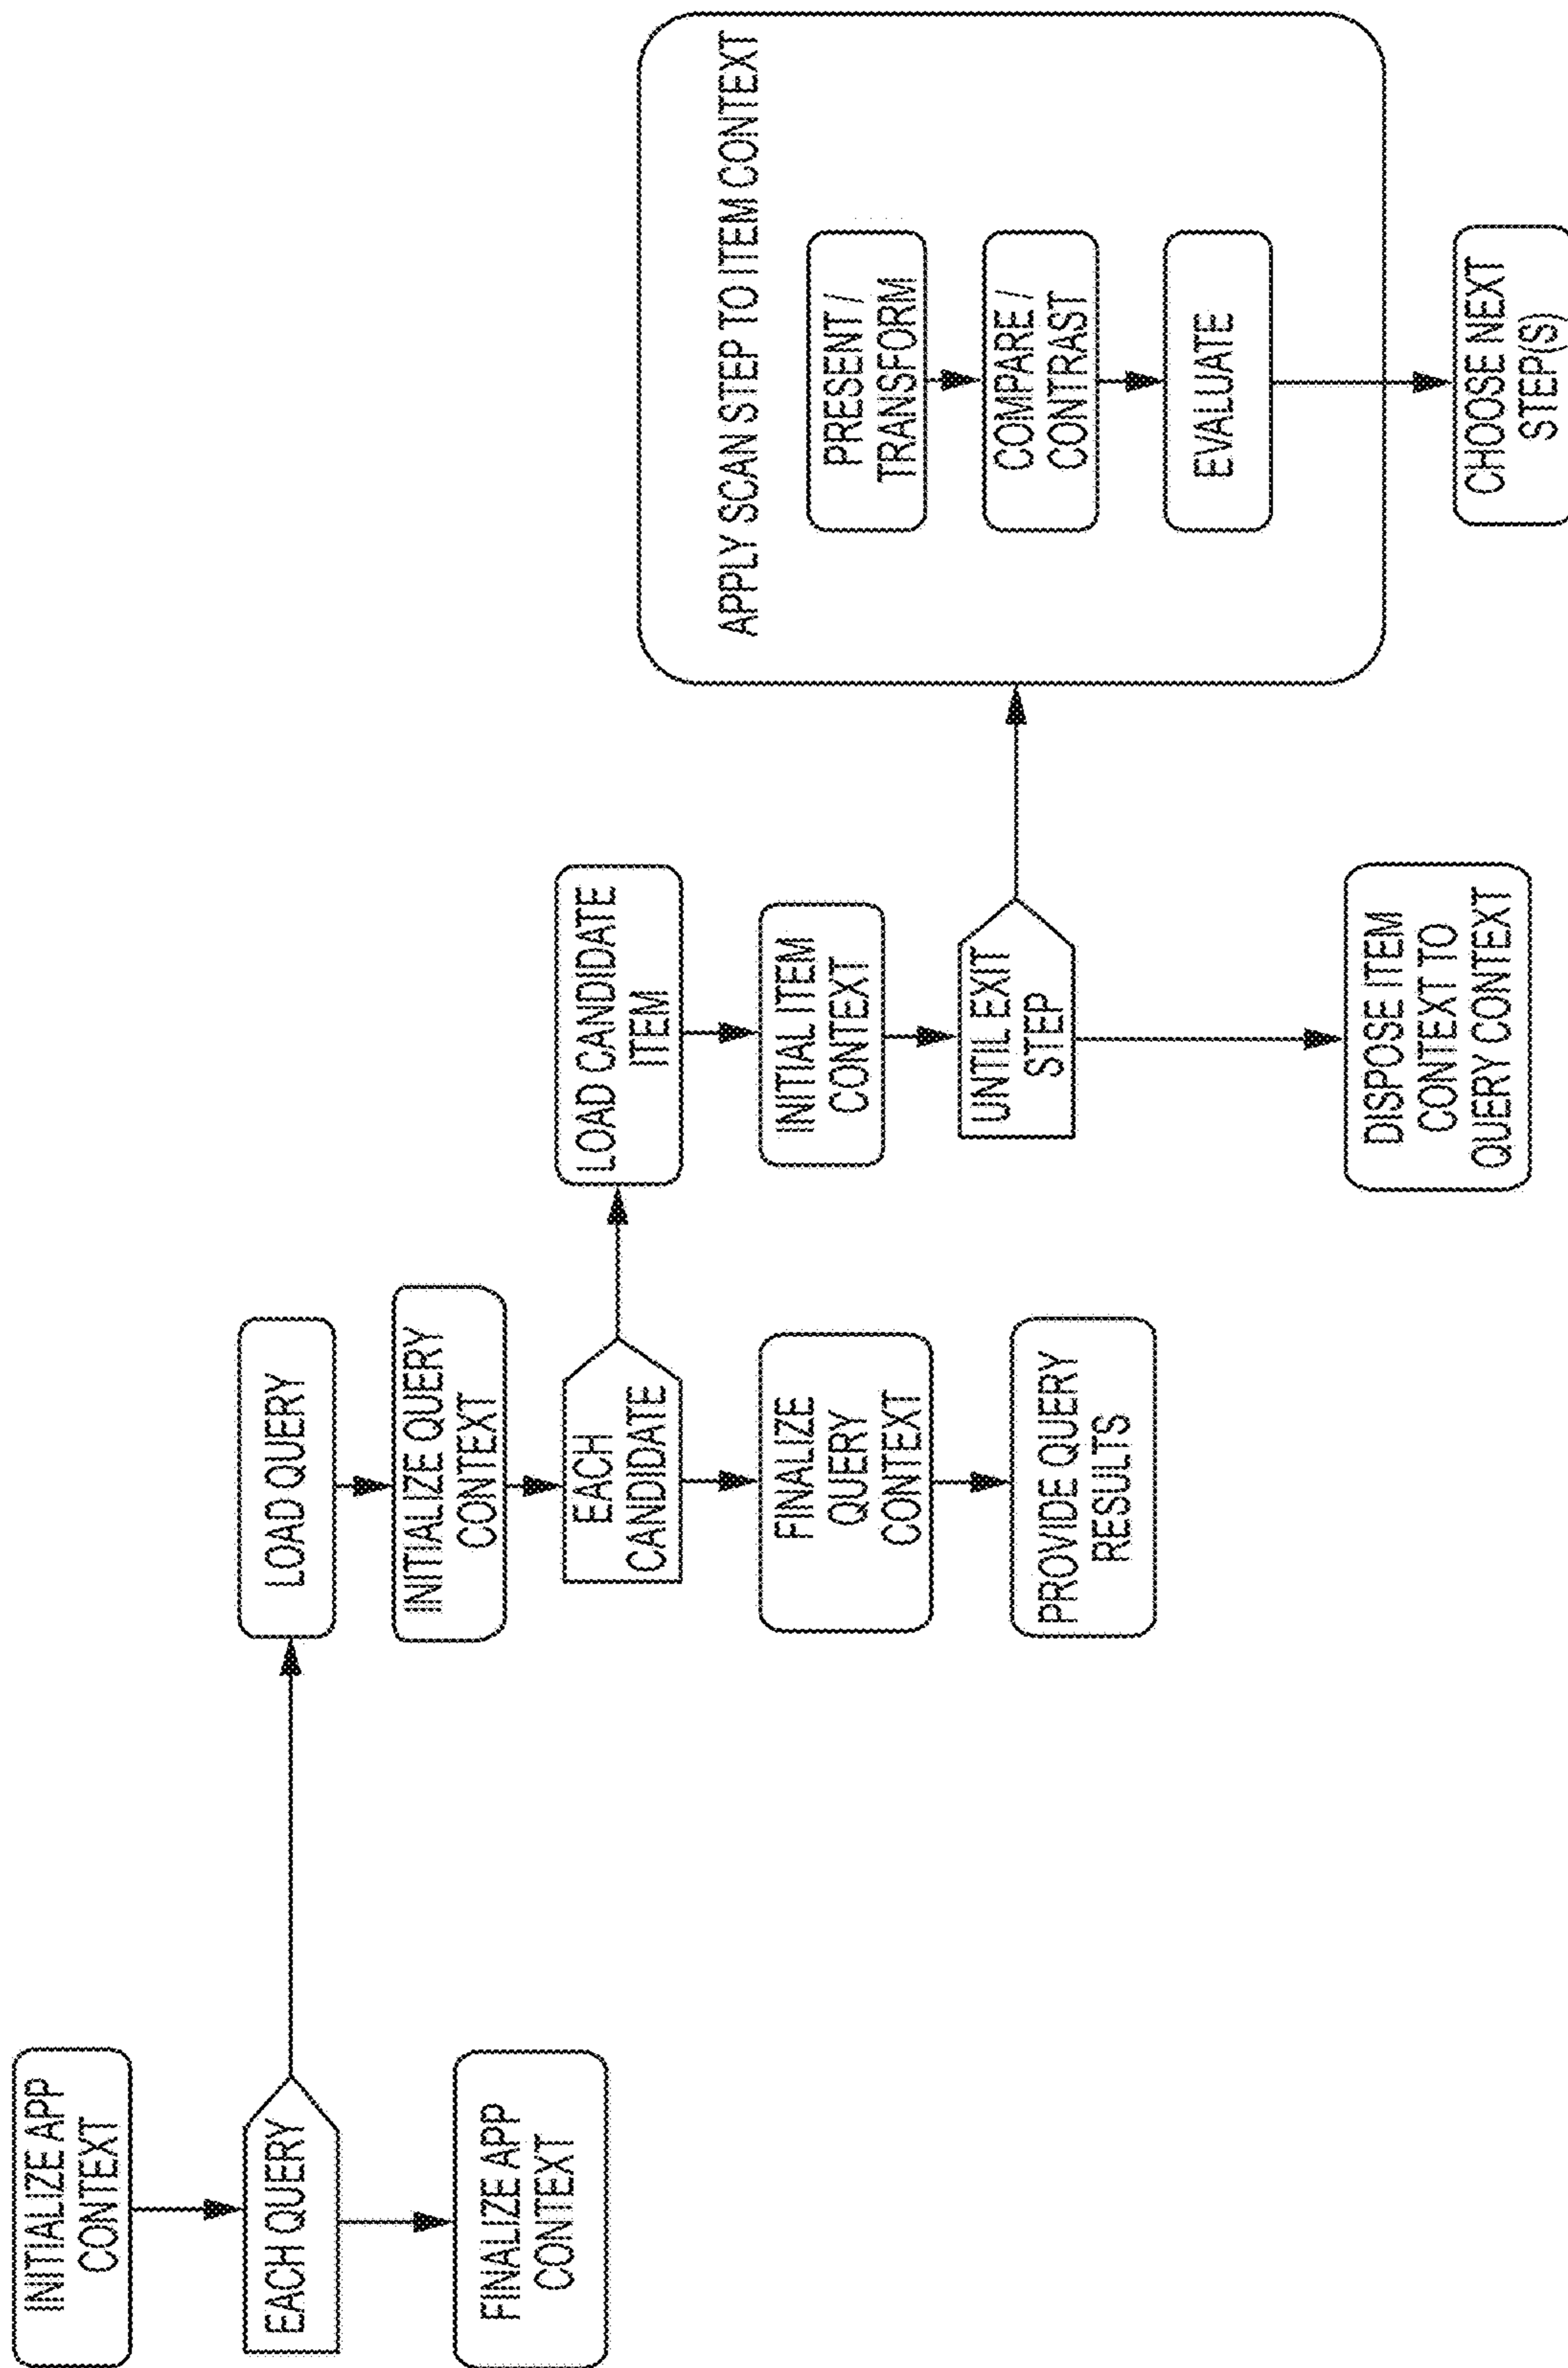 INITIALIZE APP
CONTEXT
EACH QUERY
FINALIZE APP
CONTEXT
LOAD QUERY
INITIALIZE QUERY
CONTEXT
EACH
CANDIDATE
FINALIZE
QUERY
CONTEXT
PROVIDE QUERY
RESULTS
LOAD CANDIDATE
ITEM
INITIAL ITEM
CONTEXT
UNTIL EXIT
STEP
DISPOSE ITEM
CONTEXT TO
QUERY CONTEXT
APPLY SCAN STEP TO ITEM CONTEXT
PRESENT /
TRANSFORM
COMPARE /
CONTRAST
EVALUATE
CHOOSE NEXT
STEP(S)